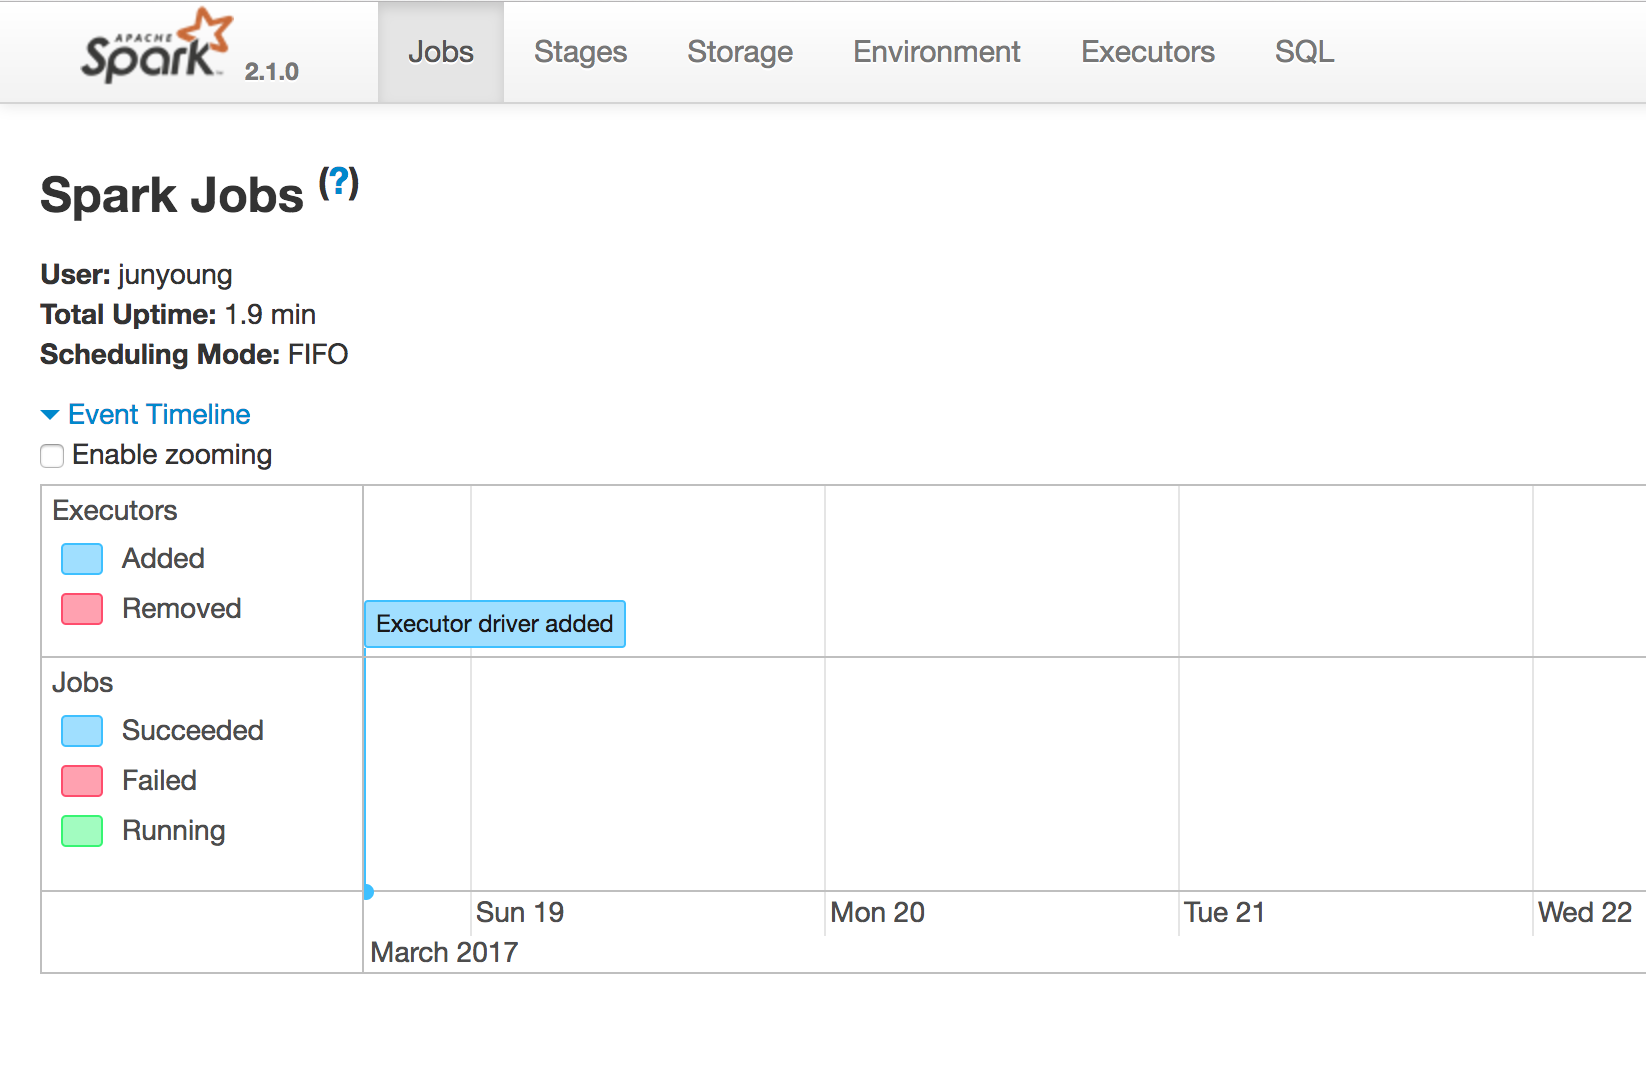 APACHE
Spark™ 2.1.0 Jobs Stages Storage Environment Executors SQL
Spark Jobs (?)
User: junyoung
Total Uptime: 1.9 min
Scheduling Mode: FIFO
Event Timeline
Enable zooming
Executors
Added
Removed
Executor driver added
Jobs
Succeeded
Failed
Running
Sun 19 Mon 20 Tue 21 Wed 22
March 2017